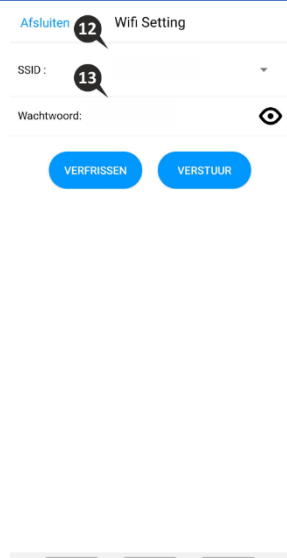 Afsluiten 12 Wifi Setting
SSID : 13
Wachtwoord:
VERFRISSEN VERSTUUR